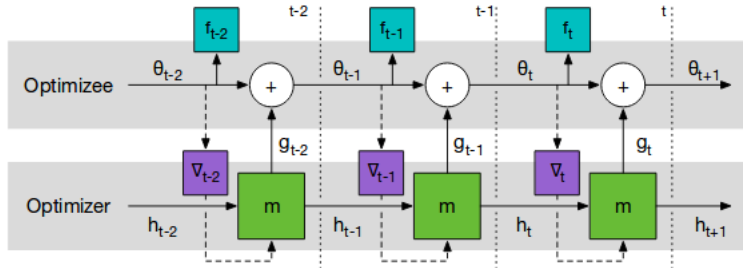 t-2 t-1 t
f_{t-2} f_{t-1} f_t
Optimizee θ_{t-2} + θ_{t-1} + θ_t + θ_{t+1}
g_{t-2} g_{t-1} g_t
∇_{t-2} ∇_{t-1} ∇_t
Optimizer m m m
h_{t-2} h_{t-1} h_t h_{t+1}